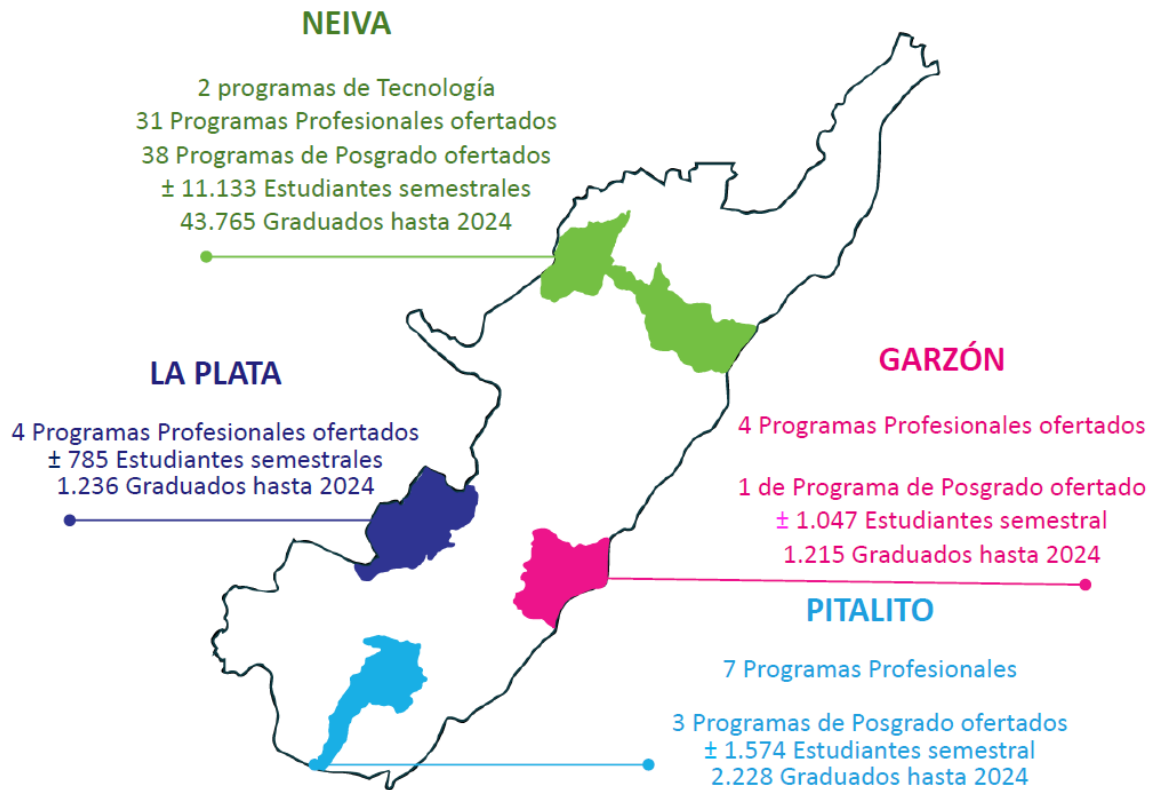 NEIVA
2 programas de Tecnología
31 Programas Profesionales ofertados
38 Programas de Posgrado ofertados
± 11.133 Estudiantes semestrales
43.765 Graduados hasta 2024
LA PLATA
4 Programas Profesionales ofertados
± 785 Estudiantes semestrales
1.236 Graduados hasta 2024
GARZÓN
4 Programas Profesionales ofertados
1 de Programa de Posgrado ofertado
± 1.047 Estudiantes semestral
1.215 Graduados hasta 2024
PITALITO
7 Programas Profesionales
3 Programas de Posgrado ofertados
± 1.574 Estudiantes semestral
2.228 Graduados hasta 2024